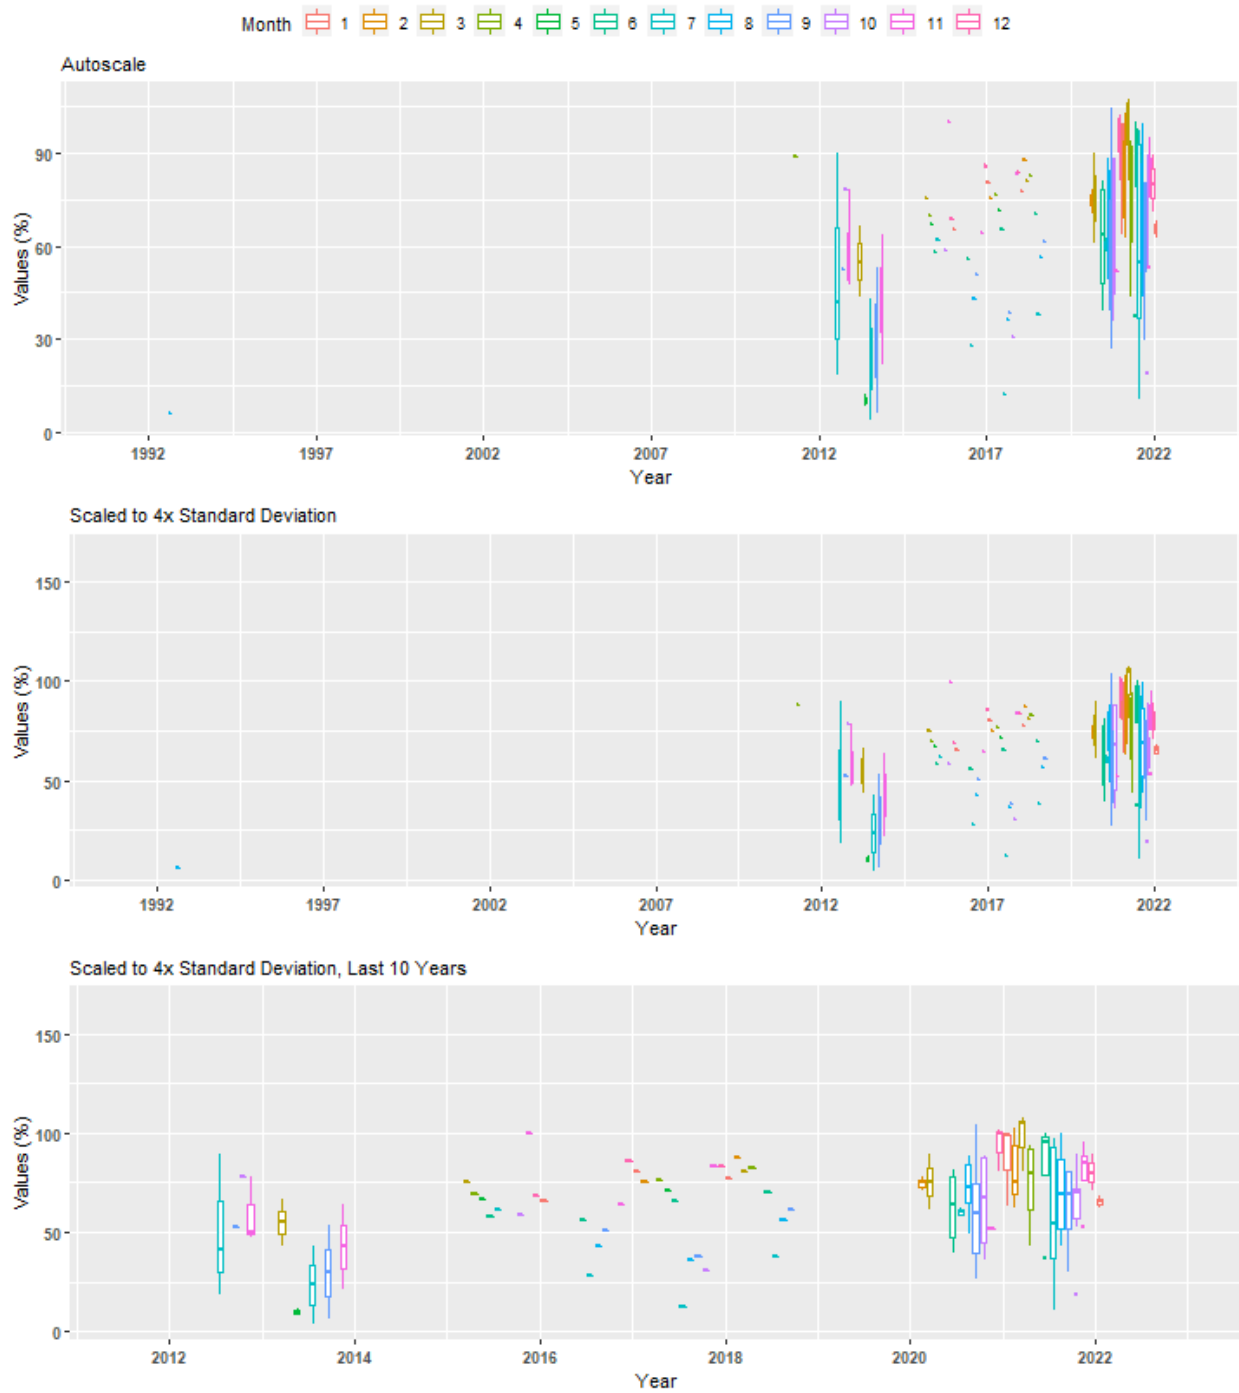 Month 1 2 3 4 5 6 7 8 9 10 11 12
Autoscale
Values (%)
90
60
30
0
1992 1997 2002 2007 2012 2017 2022
Year
Scaled to 4x Standard Deviation
Values (%)
150
100
50
0
1992 1997 2002 2007 2012 2017 2022
Year
Scaled to 4x Standard Deviation, Last 10 Years
Values (%)
150
100
50
0
2012 2014 2016 2018 2020 2022
Year